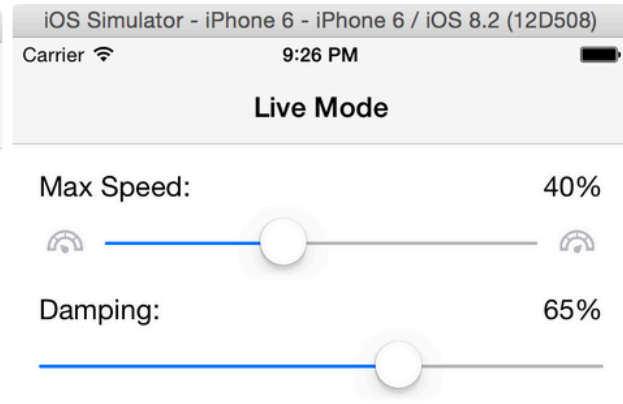 iOS Simulator - iPhone 6 - iPhone 6 / iOS 8.2 (12D508)
Carrier 9:26 PM
Live Mode
Max Speed: 40%
Damping: 65%